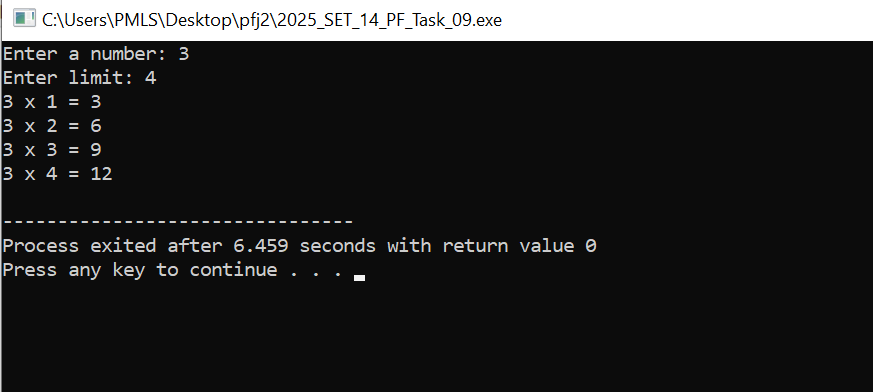 C:\Users\PMLS\Desktop\pfj2\2025_SET_14_PF_Task_09.exe
Enter a number: 3
Enter limit: 4
3 x 1 = 3
3 x 2 = 6
3 x 3 = 9
3 x 4 = 12
--------------------------------
Process exited after 6.459 seconds with return value 0
Press any key to continue . . .